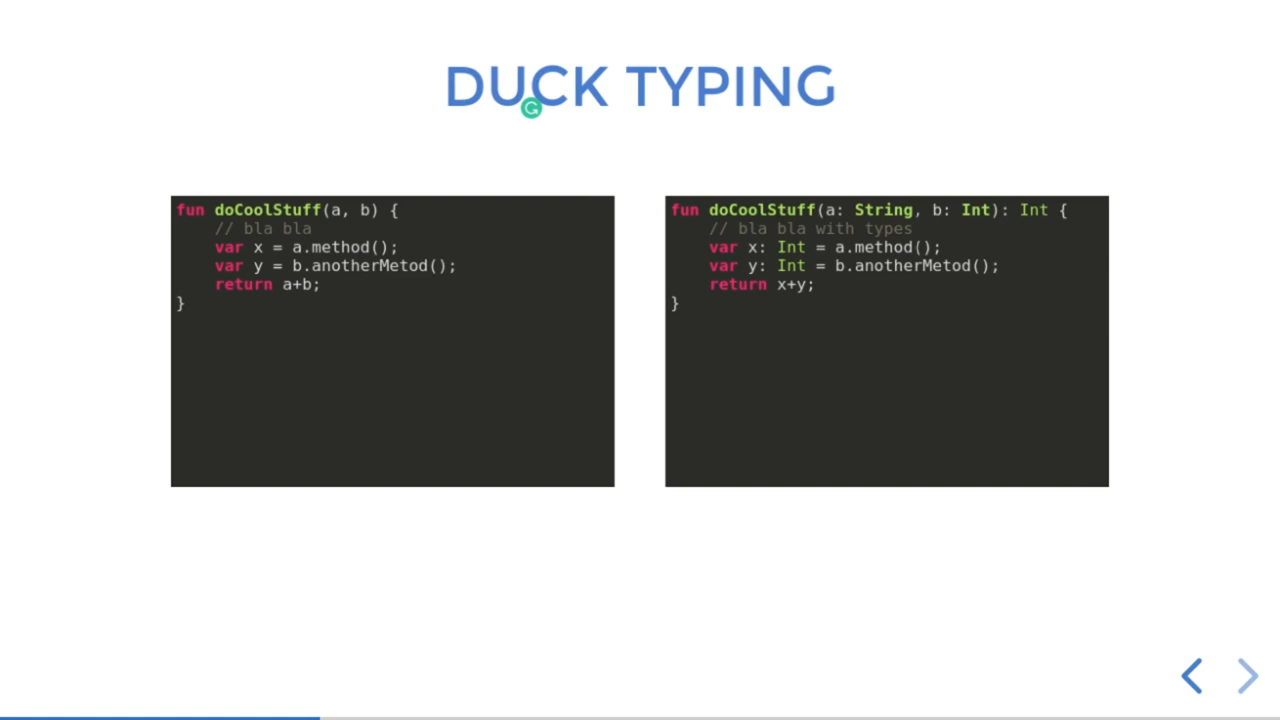 DUCK TYPING
fun doCoolStuff(a, b) {
// bla bla
var x = a.method();
var y = b.anotherMetod();
return a+b;
}
fun doCoolStuff(a: String, b: Int): Int {
// bla bla with types
var x: Int = a.method();
var y: Int = b.anotherMetod();
return x+y;
}